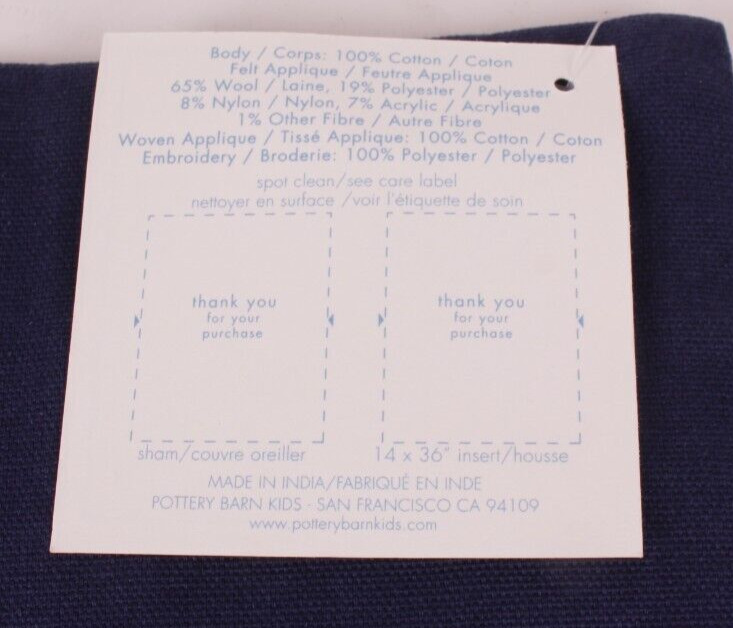 Body / Corps: 100% Cotton / Coton
Felt Applique / Feutre Applique
65% Wool / Laine, 19% Polyester / Polyester
8% Nylon / Nylon, 7% Acrylic / Acrylique
1% Other Fibre / Autre Fibre
Woven Applique / Tissé Applique: 100% Cotton / Coton
Embroidery / Broderie: 100% Polyester / Polyester
spot clean/see care label
nettoyer en surface /voir l'étiquette de soin
thank you
for your
purchase
thank you
for your
purchase
sham/couvre oreiller
14 x 36" insert/housse
MADE IN INDIA/FABRIQUÉ EN INDE
POTTERY BARN KIDS · SAN FRANCISCO CA 94109
www.potterybarnkids.com